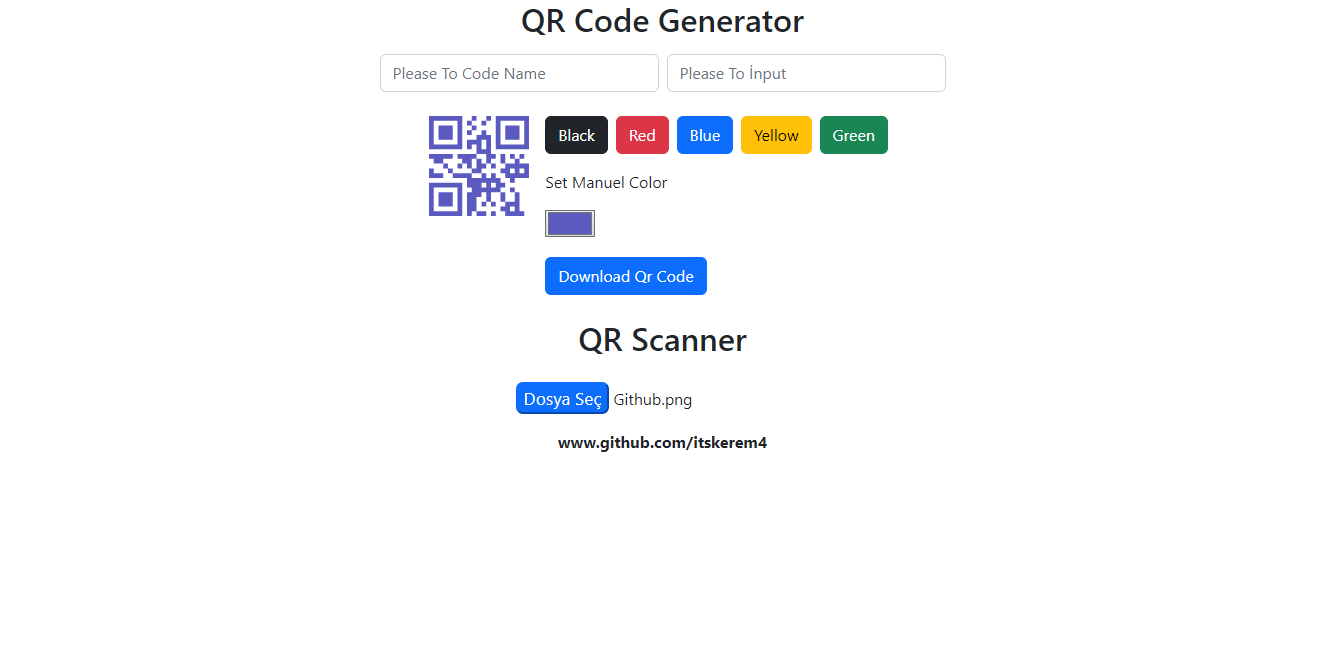 QR Code Generator
Please To Code Name Please To İnput
Black Red Blue Yellow Green
Set Manuel Color
Download Qr Code
QR Scanner
Dosya Seç Github.png
www.github.com/itskerem4